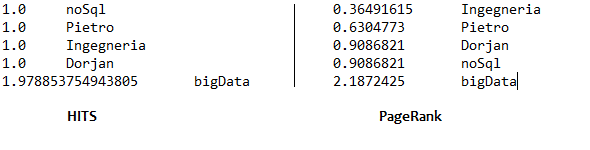 1.0 noSql 0.36491615 Ingegneria
1.0 Pietro 0.6304773 Pietro
1.0 Ingegneria 0.9086821 Dorjan
1.0 Dorjan 0.9086821 noSql
1.978853754943805 bigData 2.1872425 bigData
HITS PageRank